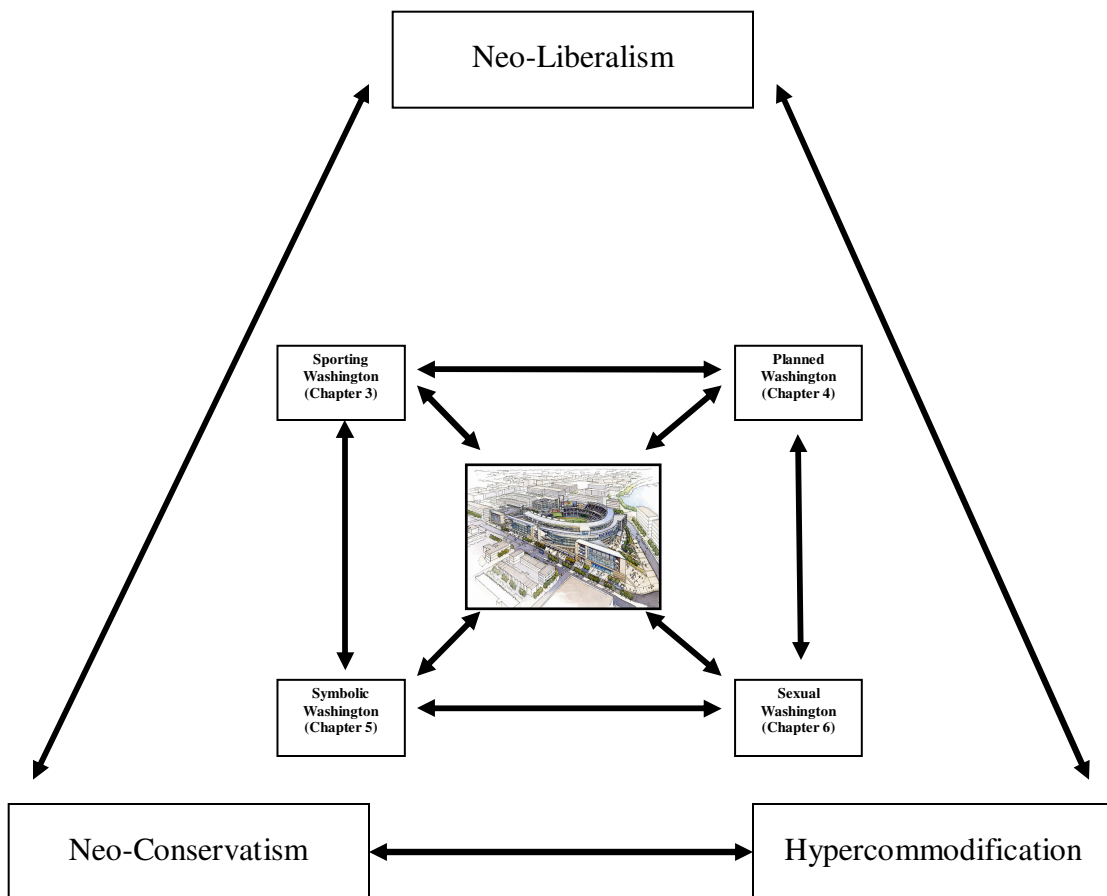 Neo-Liberalism
Sporting
Washington
(Chapter 3)
Planned
Washington
(Chapter 4)
Symbolic
Washington
(Chapter 5)
Sexual
Washington
(Chapter 6)
Neo-Conservatism
Hypercommodification